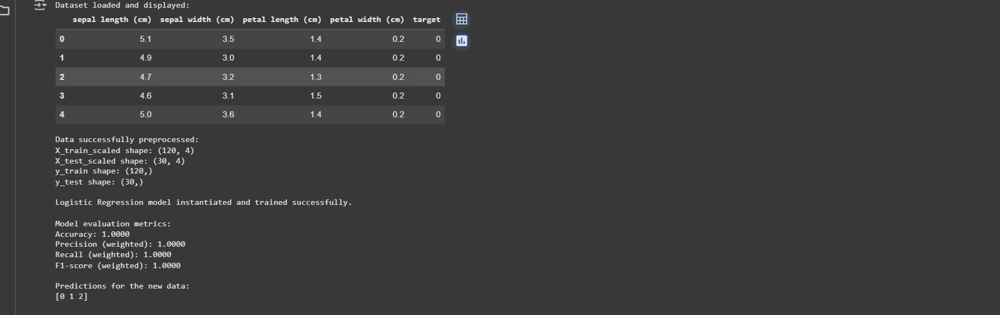 Dataset loaded and displayed:
sepal length (cm) sepal width (cm) petal length (cm) petal width (cm) target
0 5.1 3.5 1.4 0.2 0
1 4.9 3.0 1.4 0.2 0
2 4.7 3.2 1.3 0.2 0
3 4.6 3.1 1.5 0.2 0
4 5.0 3.6 1.4 0.2 0
Data successfully preprocessed:
X_train_scaled shape: (120, 4)
X_test_scaled shape: (30, 4)
y_train shape: (120,)
y_test shape: (30,)
Logistic Regression model instantiated and trained successfully.
Model evaluation metrics:
Accuracy: 1.0000
Precision (weighted): 1.0000
Recall (weighted): 1.0000
F1-score (weighted): 1.0000
Predictions for the new data:
[0 1 2]